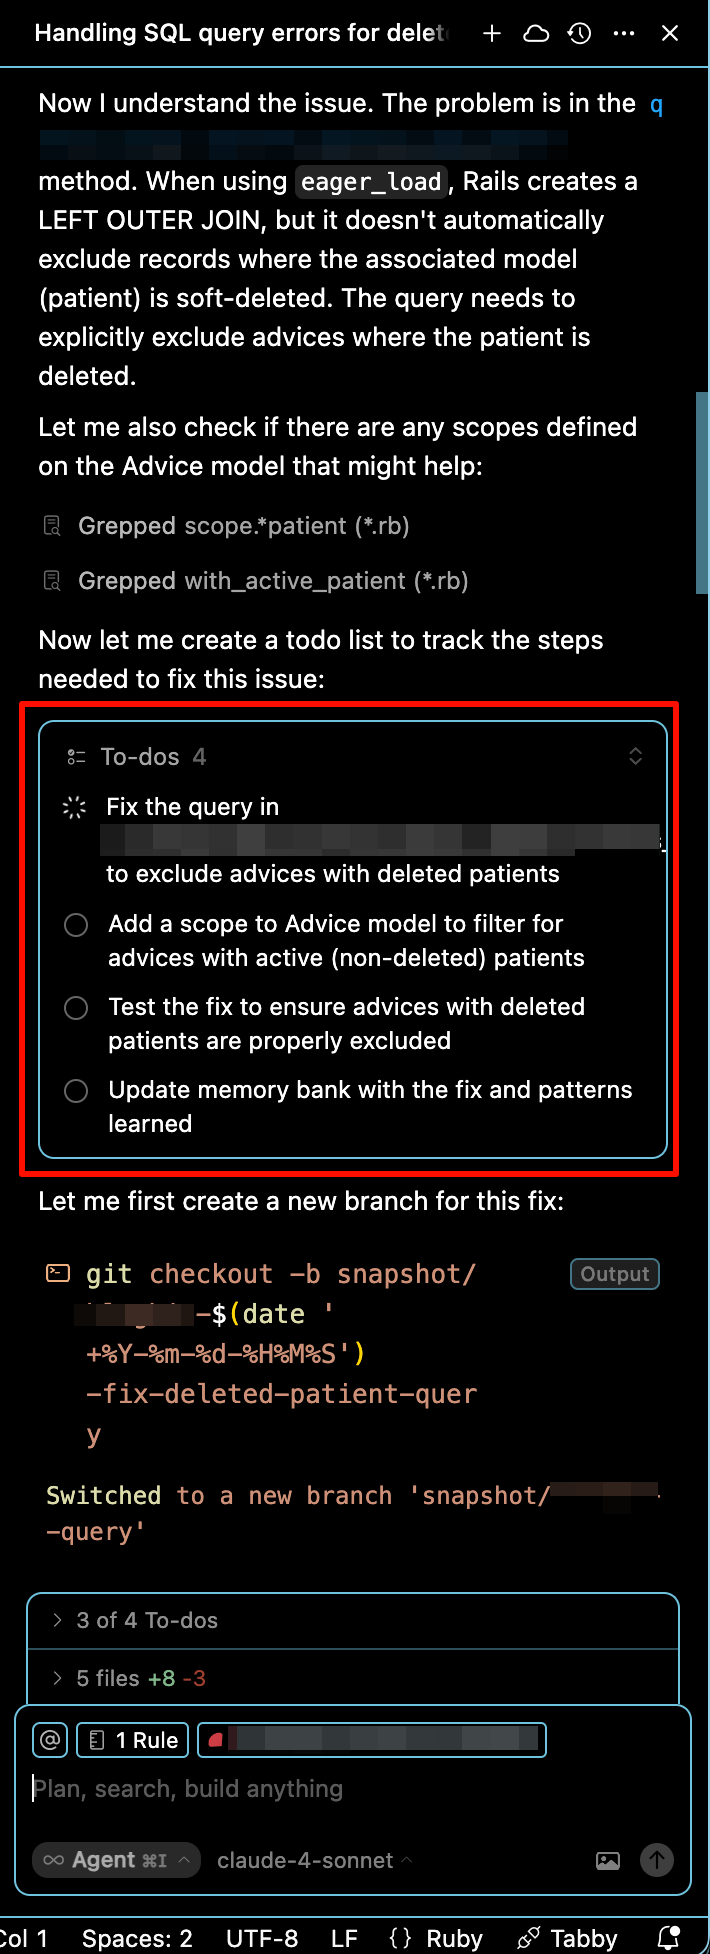 Handling SQL query errors for delet
Now I understand the issue. The problem is in the q
method. When using eager_load, Rails creates a
LEFT OUTER JOIN, but it doesn't automatically
exclude records where the associated model
(patient) is soft-deleted. The query needs to
explicitly exclude advices where the patient is
deleted.
Let me also check if there are any scopes defined
on the Advice model that might help:
Grepped scope.*patient (*.rb)
Grepped with_active_patient (*.rb)
Now let me create a todo list to track the steps
needed to fix this issue:
To-dos 4
Fix the query in
to exclude advices with deleted patients
Add a scope to Advice model to filter for
advices with active (non-deleted) patients
Test the fix to ensure advices with deleted
patients are properly excluded
Update memory bank with the fix and patterns
learned
Let me first create a new branch for this fix:
git checkout -b snapshot/
Output
-$(date '
+%Y-%m-%d-%H%M%S')
-fix-deleted-patient-quer
y
Switched to a new branch 'snapshot/
-query'
3 of 4 To-dos
5 files +8 -3
@ 1 Rule
Plan, search, build anything
∞ Agent ⌘I claude-4-sonnet
Col 1 Spaces: 2 UTF-8 LF {} Ruby Tabby